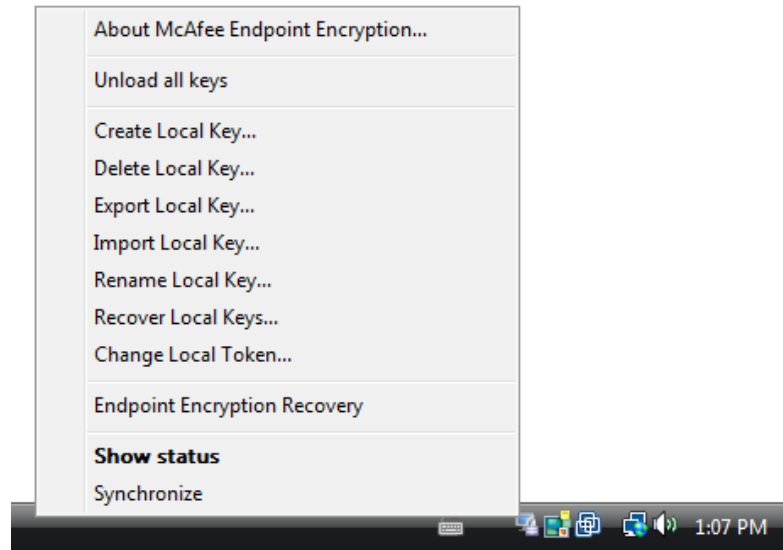 About McAfee Endpoint Encryption...
Unload all keys
Create Local Key...
Delete Local Key...
Export Local Key...
Import Local Key...
Rename Local Key...
Recover Local Keys...
Change Local Token...
Endpoint Encryption Recovery
Show status
Synchronize
1:07 PM